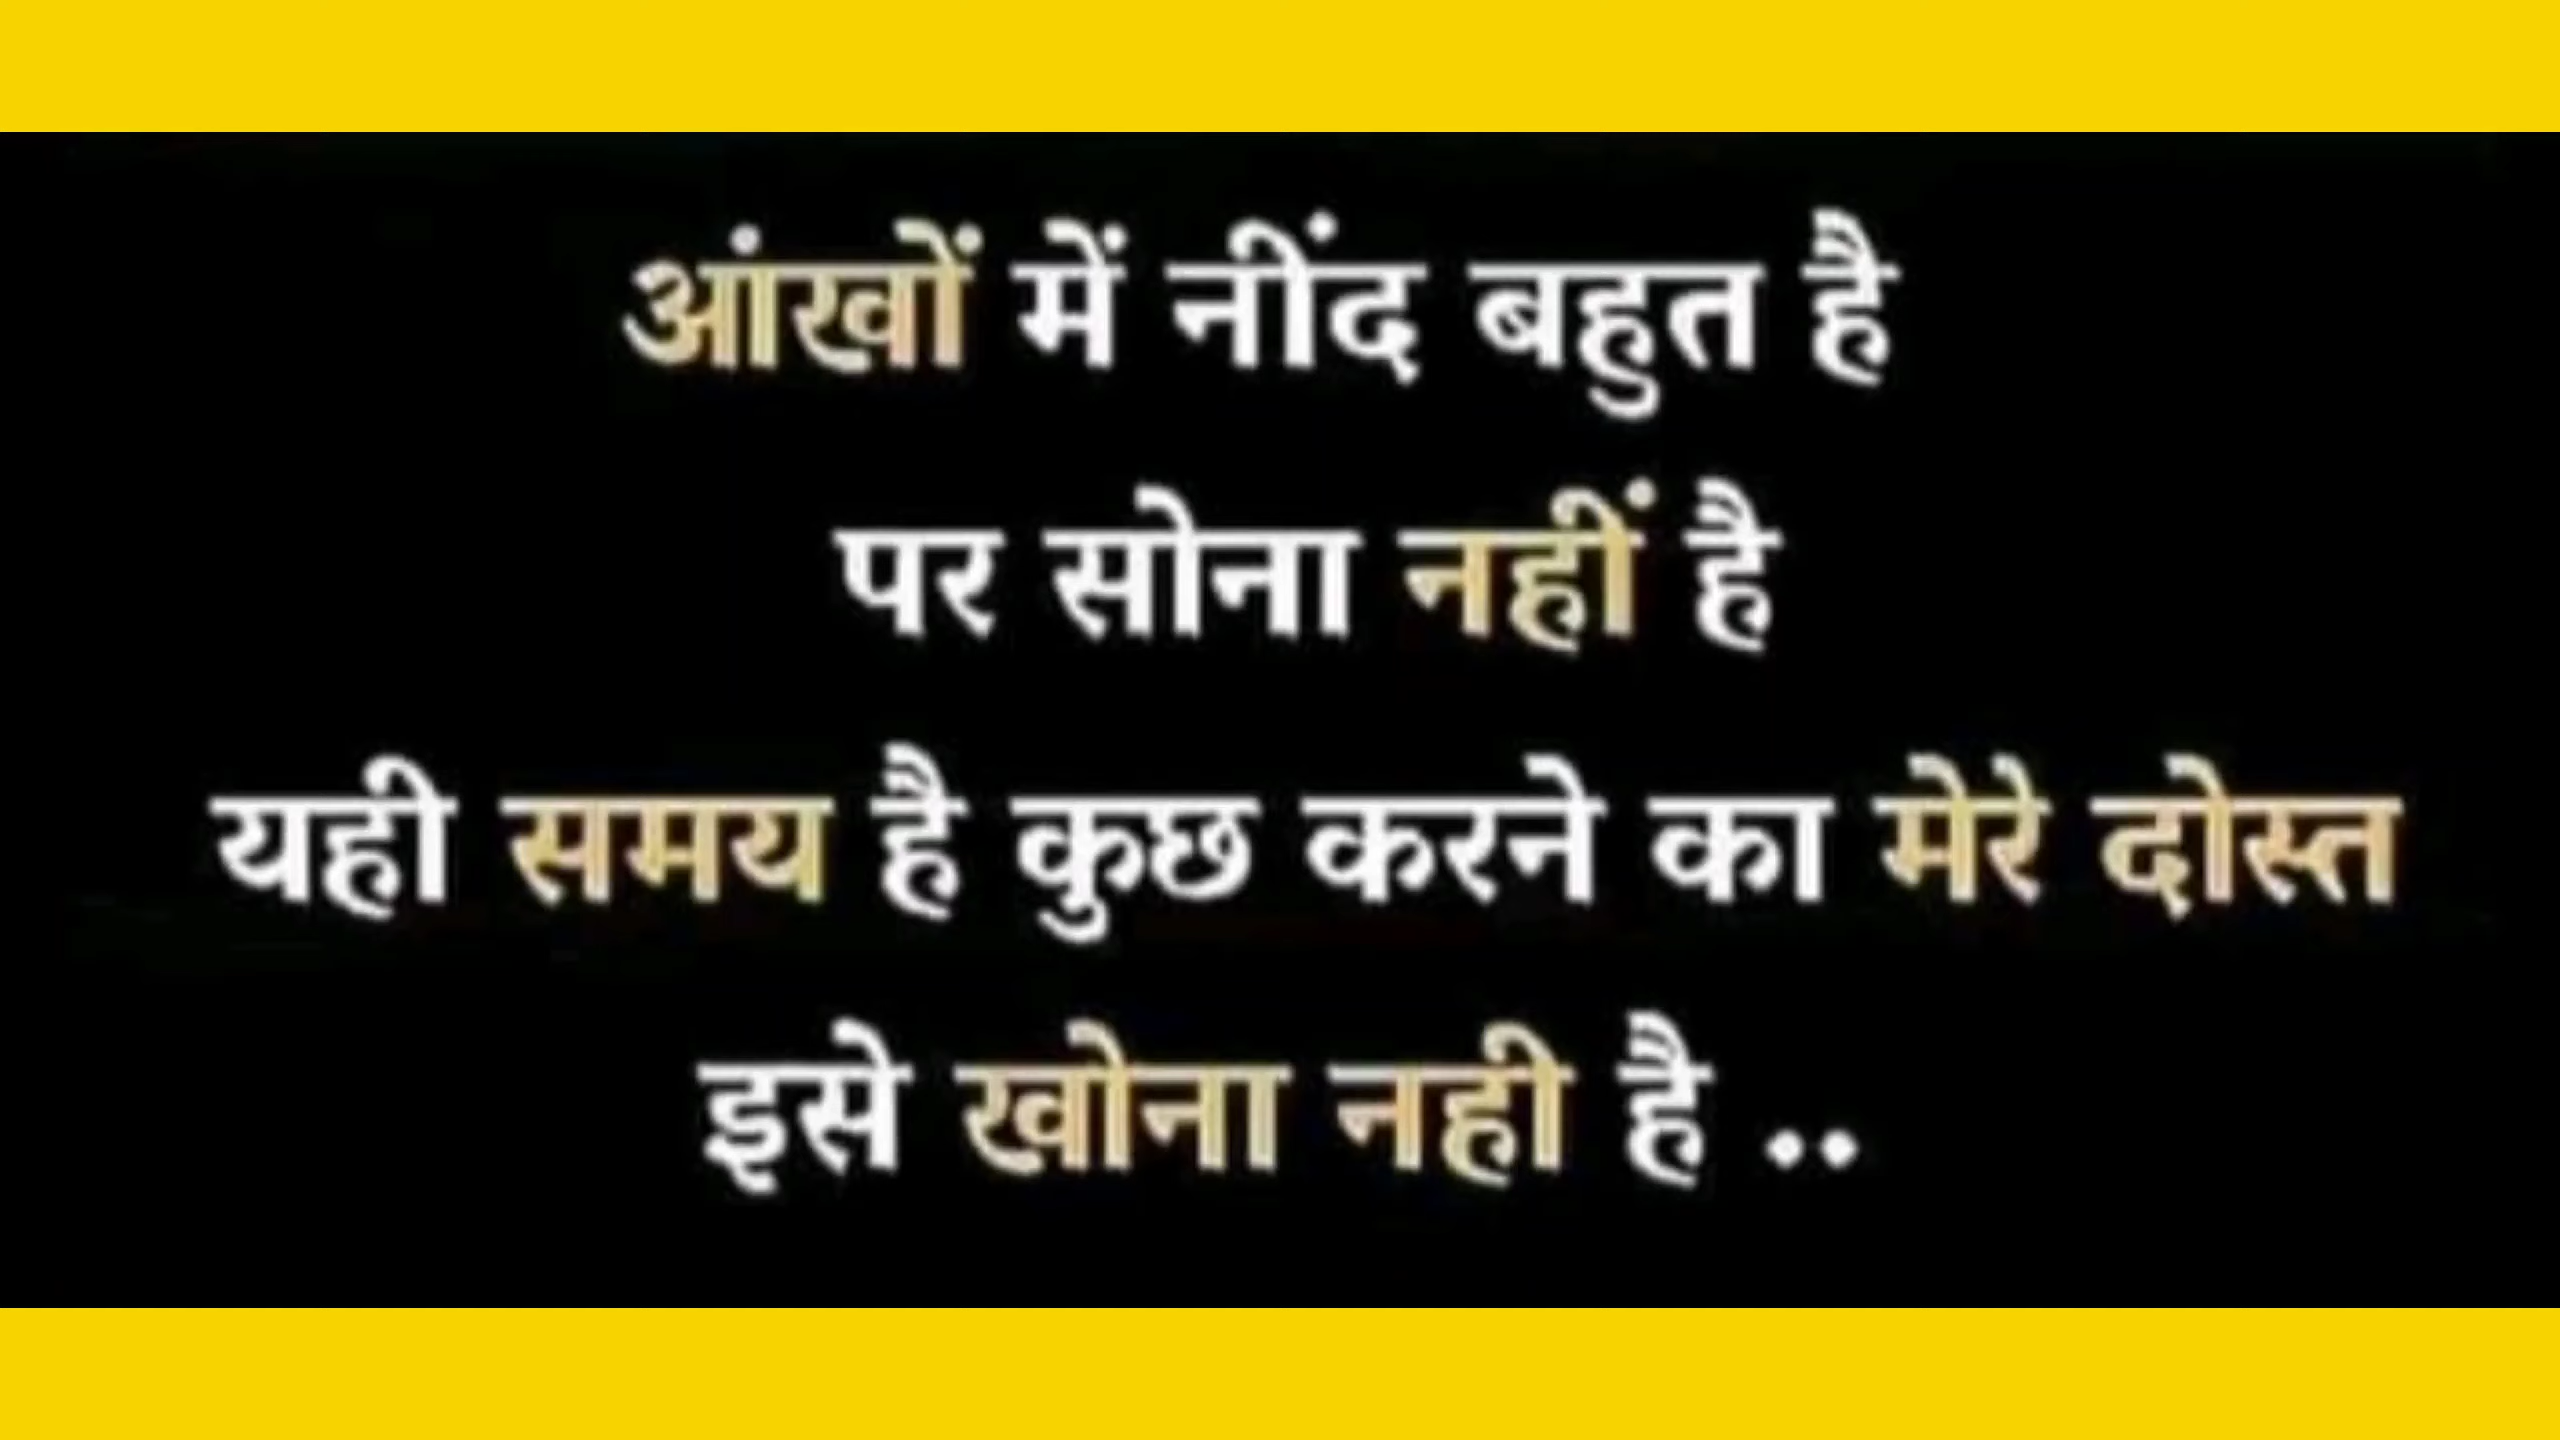 आंखों में नींद बहुत है
पर सोना नहीं है
यही समय है कुछ करने का मेरे दोस्त
इसे खोना नही है ..